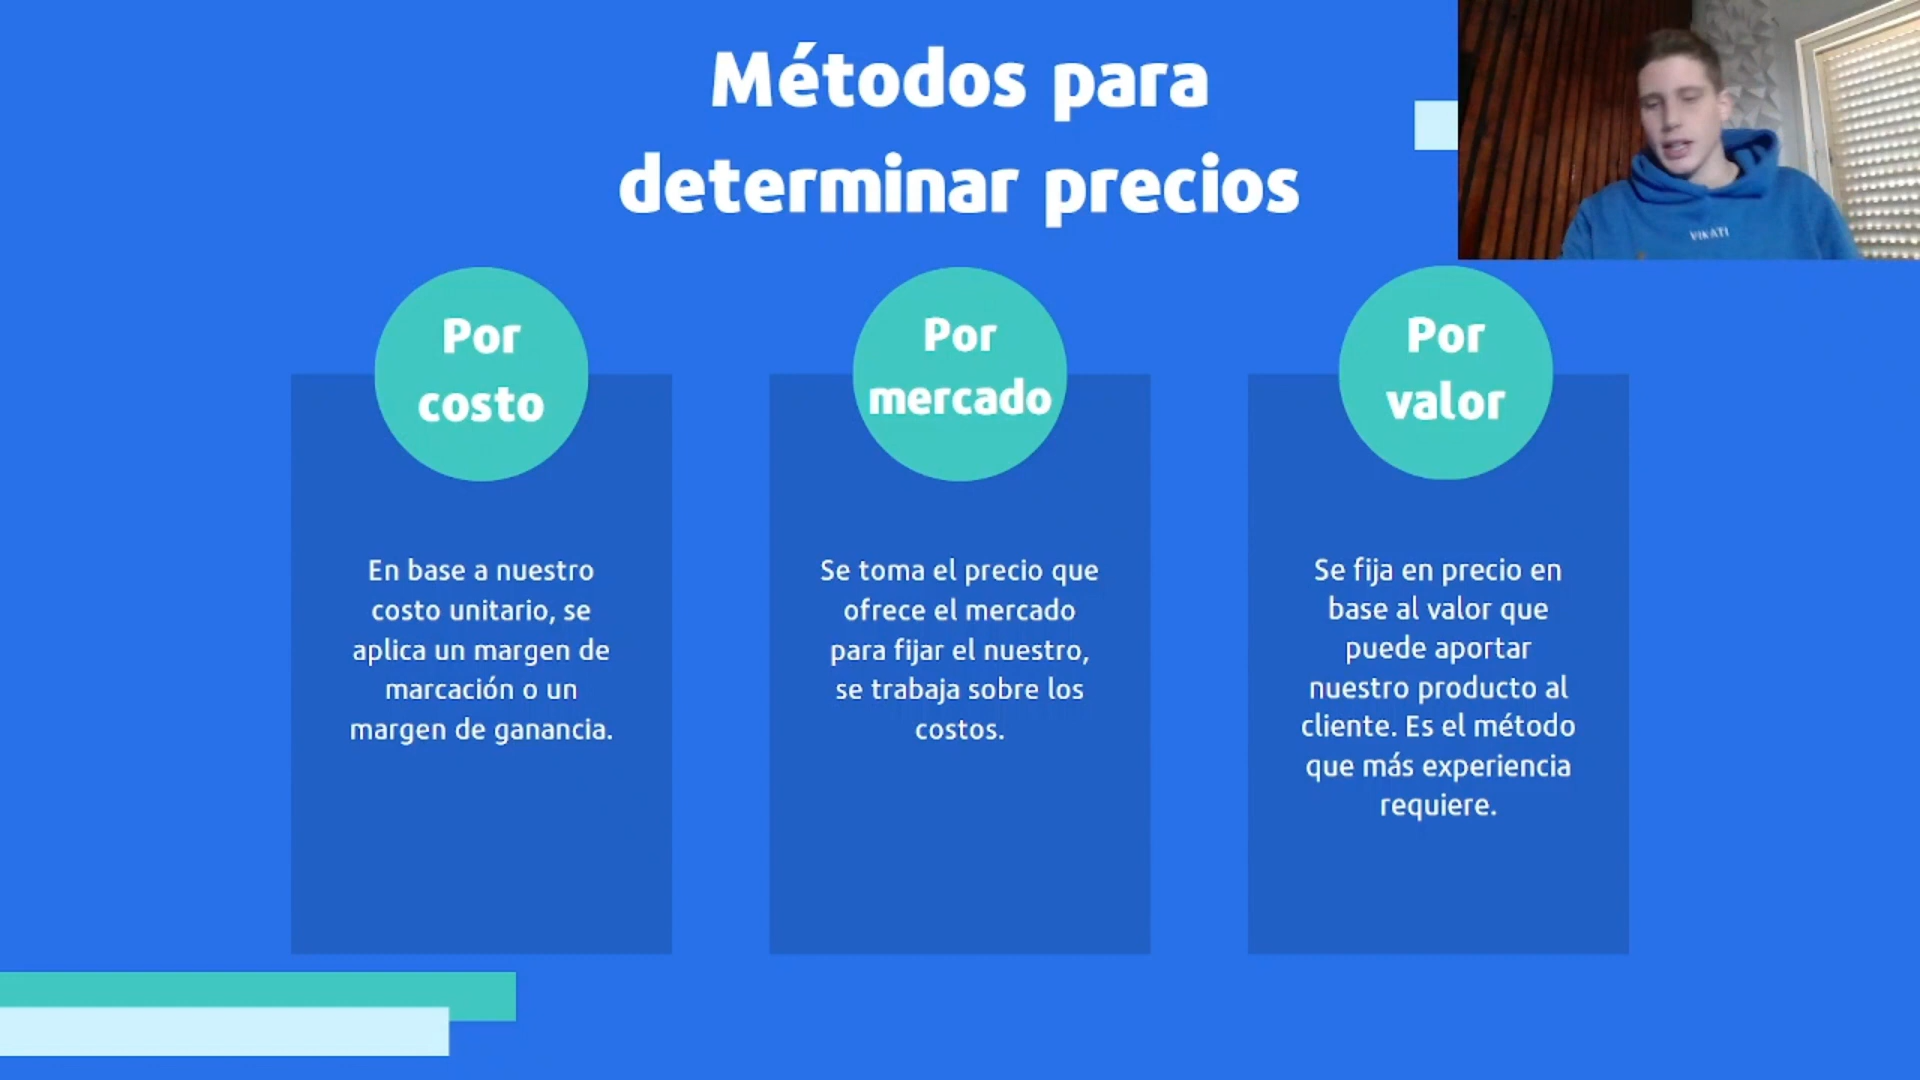 Métodos para
determinar precios
Por
costo
En base a nuestro
costo unitario, se
aplica un margen de
marcación o un
margen de ganancia.
Por
mercado
Se toma el precio que
ofrece el mercado
para fijar el nuestro,
se trabaja sobre los
costos.
Por
valor
Se fija en precio en
base al valor que
puede aportar
nuestro producto al
cliente. Es el método
que más experiencia
requiere.